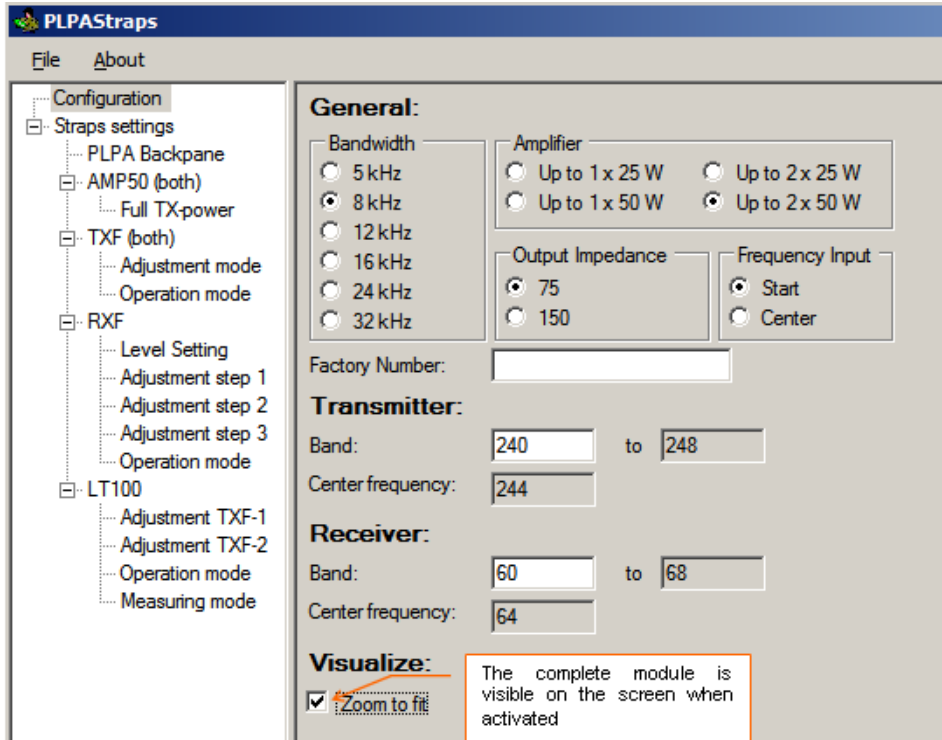 PLPAStraps
File About
Configuration
Straps settings
PLPA Backpane
AMP50 (both)
Full TX-power
TXF (both)
Adjustment mode
Operation mode
RXF
Level Setting
Adjustment step 1
Adjustment step 2
Adjustment step 3
Operation mode
LT100
Adjustment TXF-1
Adjustment TXF-2
Operation mode
Measuring mode
General:
Bandwidth
5 kHz
8 kHz
12 kHz
16 kHz
24 kHz
32 kHz
Amplifier
Up to 1 x 25 W Up to 2 x 25 W
Up to 1 x 50 W Up to 2 x 50 W
Output Impedance
75
150
Frequency Input
Start
Center
Factory Number:
Transmitter:
Band: 240 to 248
Center frequency: 244
Receiver:
Band: 60 to 68
Center frequency: 64
Visualize:
Zoom to fit
The complete module is
visible on the screen when
activated